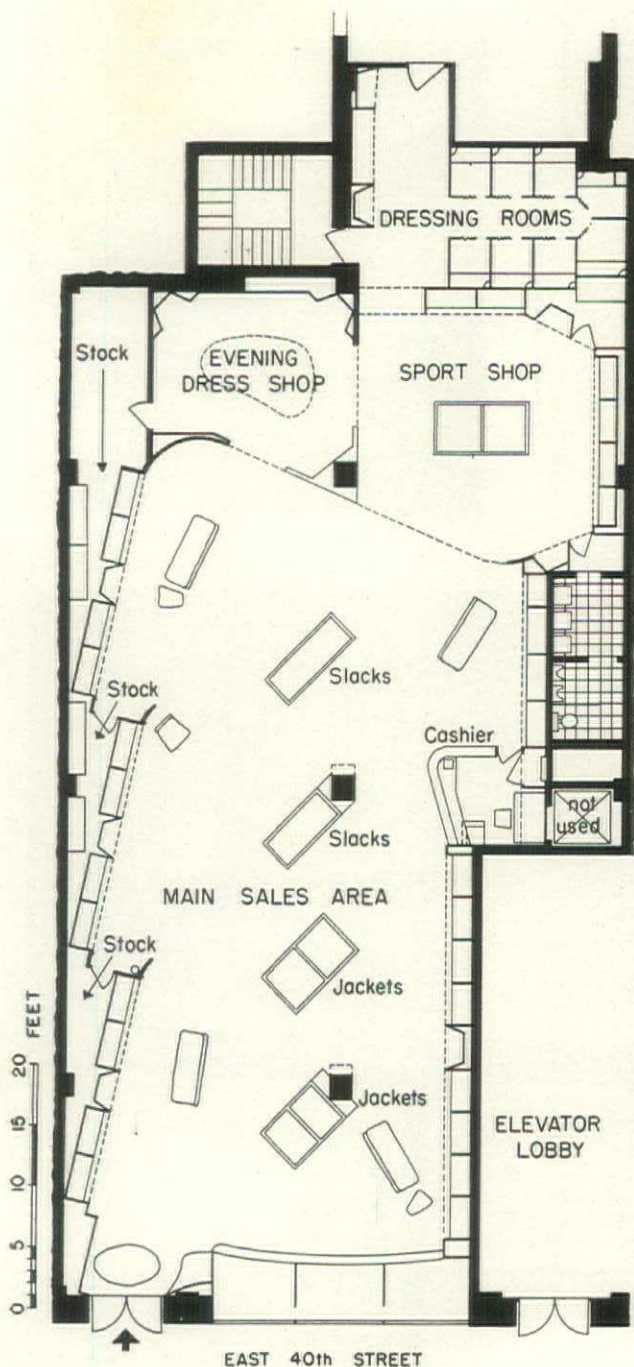 DRESSING ROOMS
Stock
EVENING
DRESS SHOP
SPORT SHOP
Slacks
Stock
Cashier
not
used
Slacks
MAIN SALES AREA
Stock
Jackets
Jackets
ELEVATOR
LOBBY
FEET
20
15
10
5
0
EAST 40th STREET